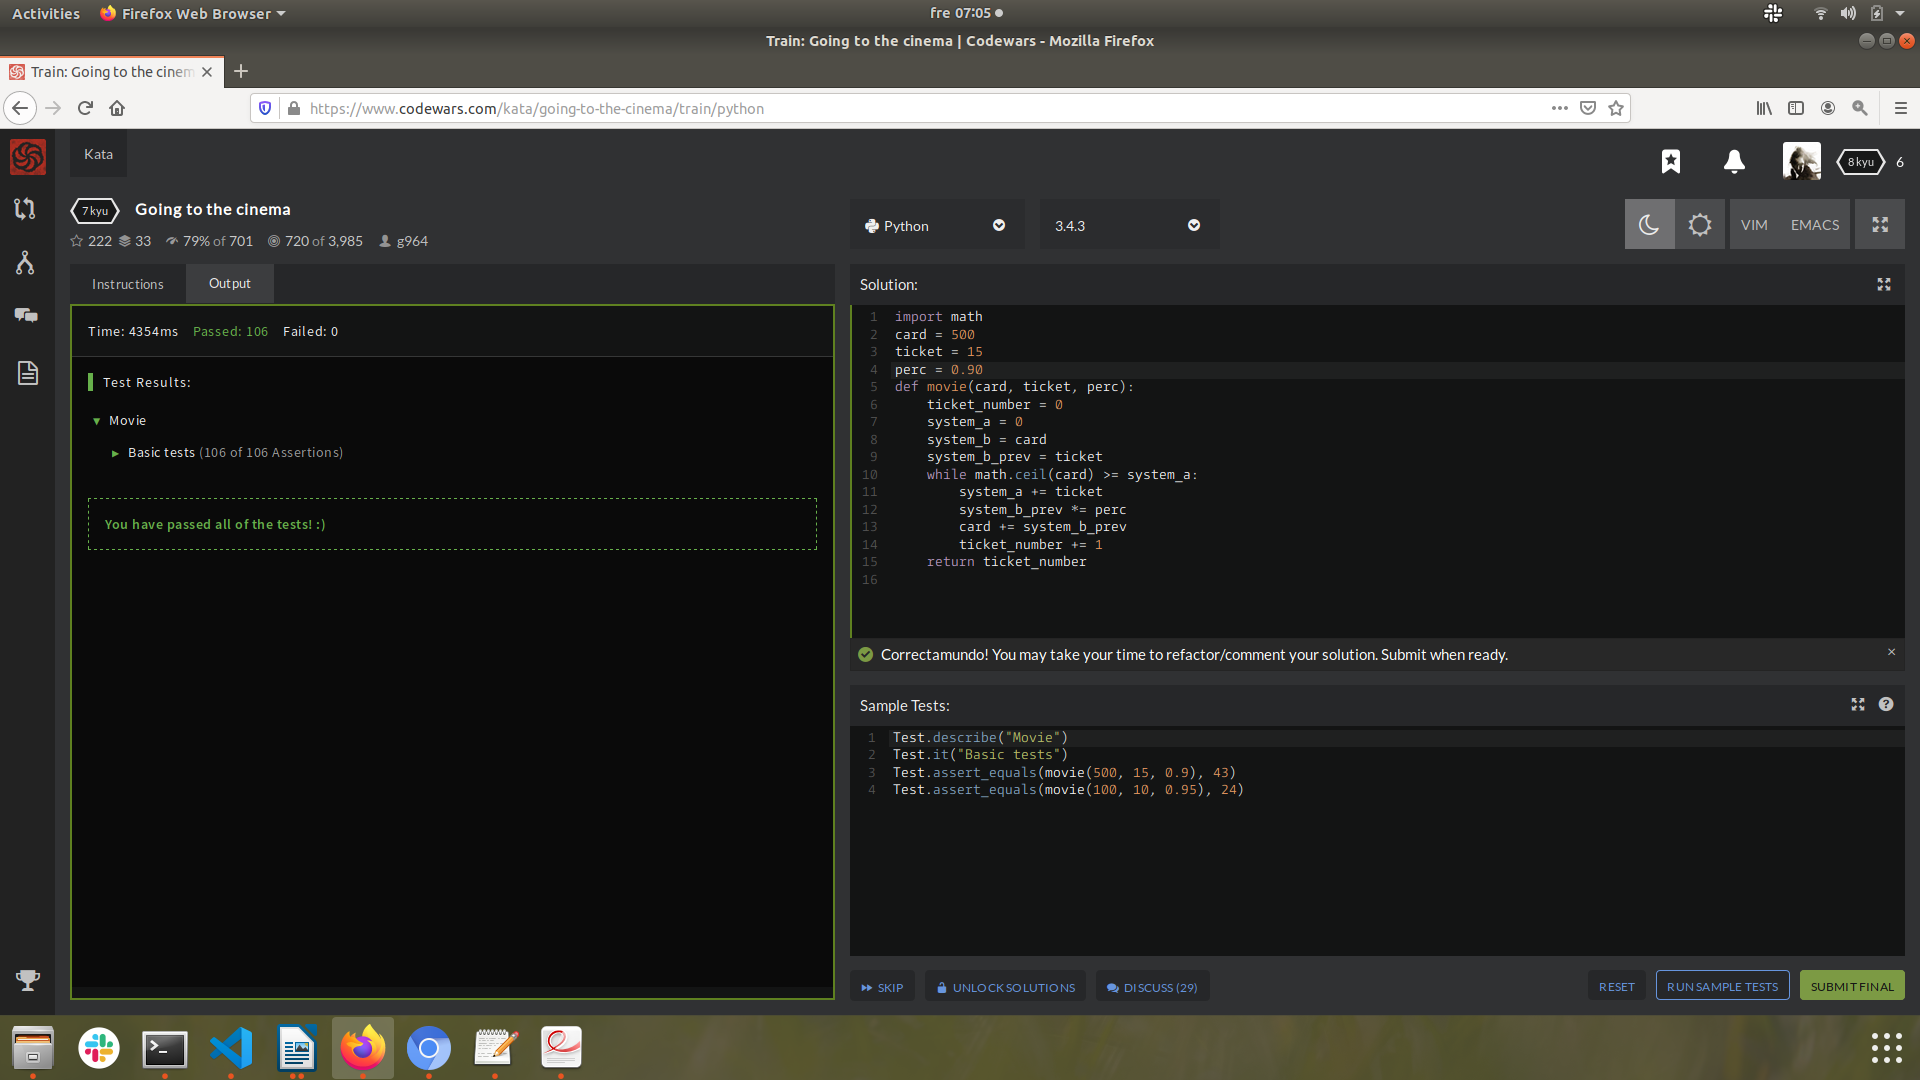 Activities
Firefox Web Browser
fre 07:05
Train: Going to the cinema | Codewars - Mozilla Firefox
Train: Going to the cinem
https://www.codewars.com/kata/going-to-the-cinema/train/python
Kata
8 kyu
6
7 kyu
Going to the cinema
222 33 79% of 701 720 of 3,985 g964
Python
3.4.3
VIM
EMACS
Instructions
Output
Time: 4354ms Passed: 106 Failed: 0
Test Results:
Movie
Basic tests (106 of 106 Assertions)
You have passed all of the tests! :)
Solution:
1 import math
2 card = 500
3 ticket = 15
4 perc = 0.90
5 def movie(card, ticket, perc):
6     ticket_number = 0
7     system_a = 0
8     system_b = card
9     system_b_prev = ticket
10     while math.ceil(card) >= system_a:
11         system_a += ticket
12         system_b_prev *= perc
13         card += system_b_prev
14         ticket_number += 1
15     return ticket_number
16
Correctamundo! You may take your time to refactor/comment your solution. Submit when ready.
Sample Tests:
1 Test.describe("Movie")
2 Test.it("Basic tests")
3 Test.assert_equals(movie(500, 15, 0.9), 43)
4 Test.assert_equals(movie(100, 10, 0.95), 24)
SKIP
UNLOCK SOLUTIONS
DISCUSS (29)
RESET
RUN SAMPLE TESTS
SUBMIT FINAL